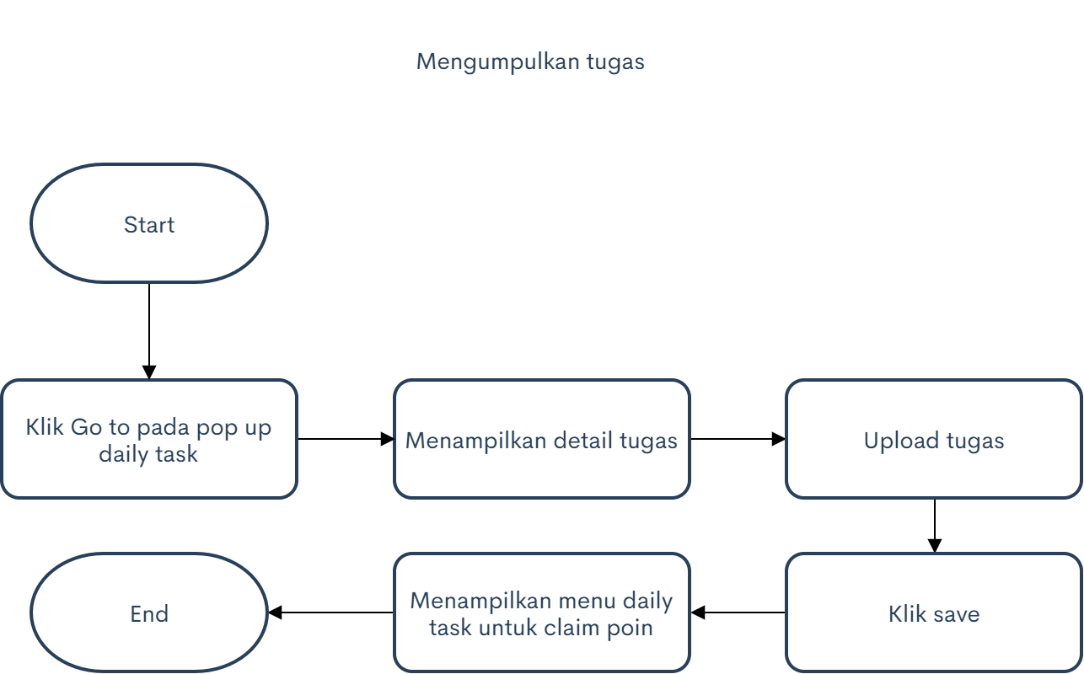 Mengumpulkan tugas
Start
Klik Go to pada pop up
daily task
Menampilkan detail tugas
Upload tugas
Klik save
Menampilkan menu daily
task untuk claim poin
End